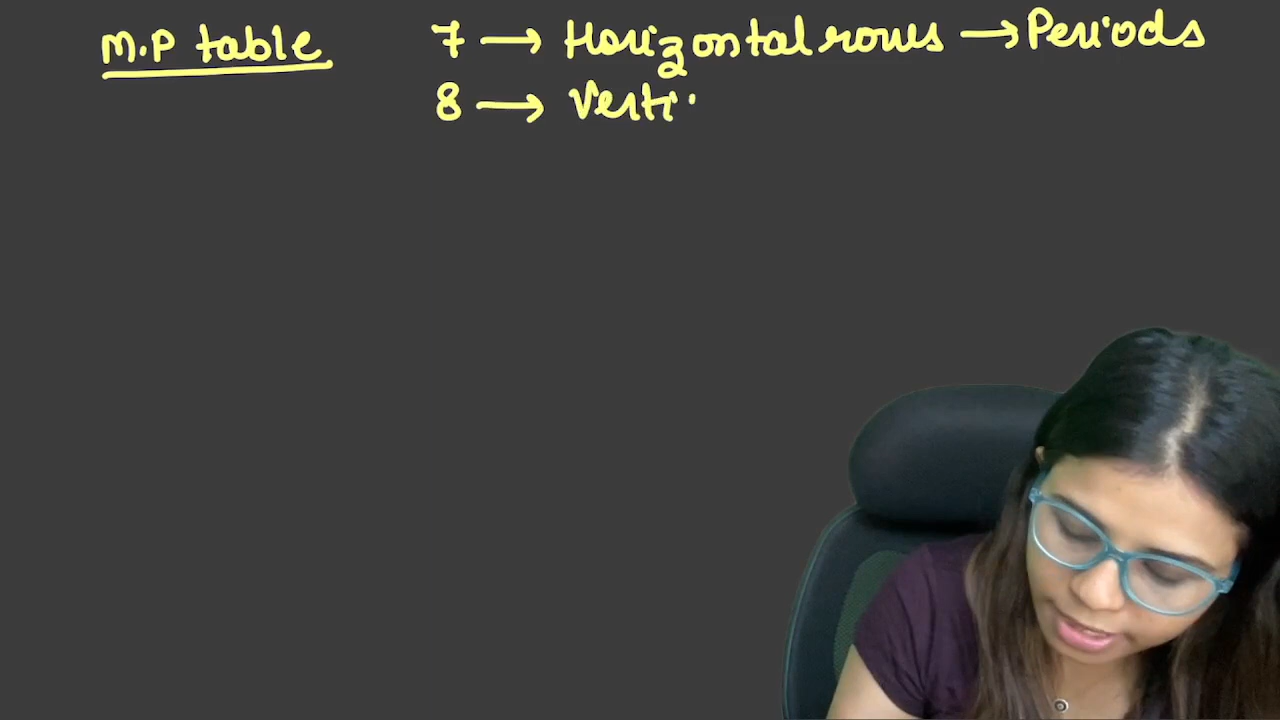 M.P table 7 → Horizontal rows → Periods
8 → Verti